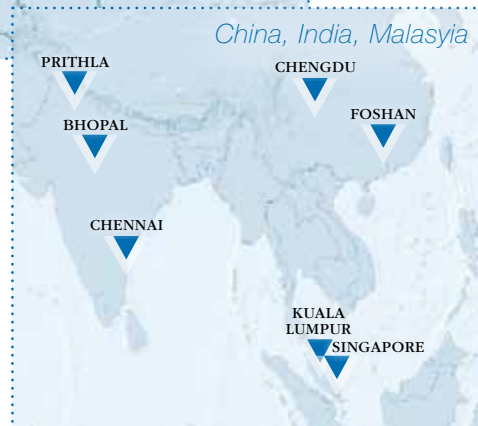 China, India, Malasyia
PRITHLA
CHENGDU
FOSHAN
BHOPAL
CHENNAI
KUALA
LUMPUR
SINGAPORE